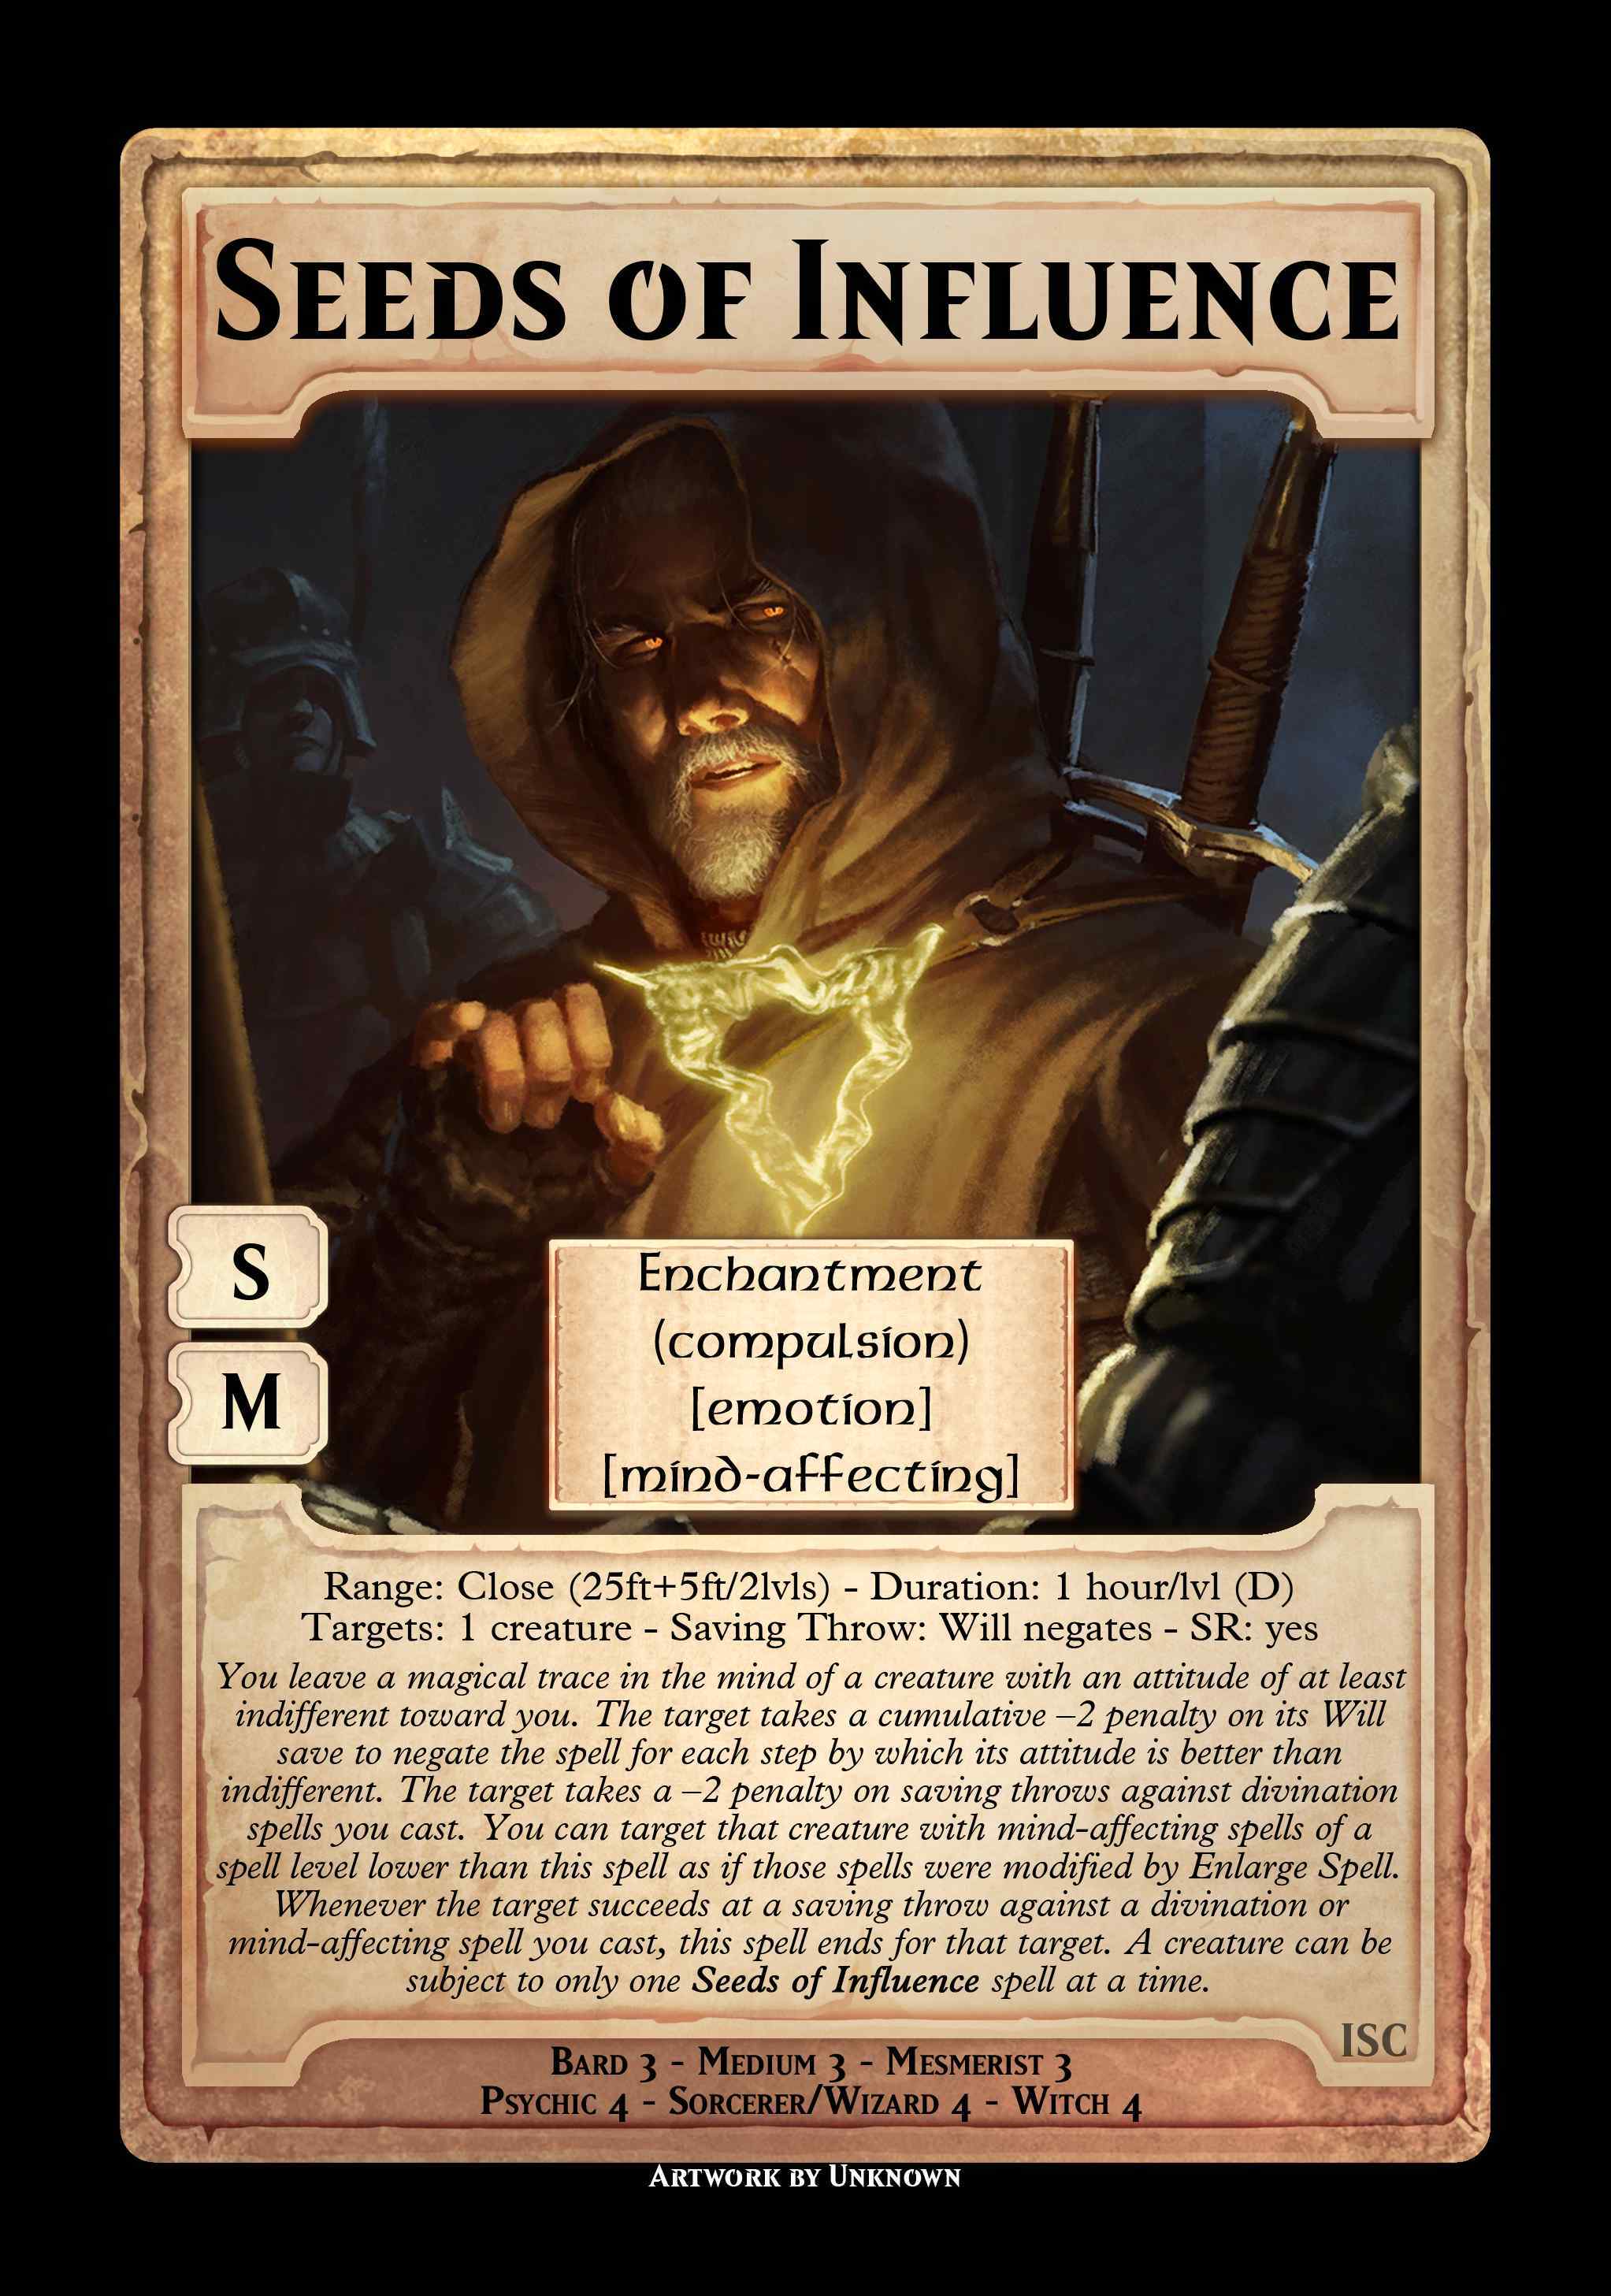 Seeds of Influence
S
M
Enchantment
(compulsion)
[emotion]
[mind-affecting]
Range: Close (25ft+5ft/2lvls) - Duration: 1 hour/lvl (D)
Targets: 1 creature - Saving Throw: Will negates - SR: yes
You leave a magical trace in the mind of a creature with an attitude of at least
indifferent toward you. The target takes a cumulative –2 penalty on its Will
save to negate the spell for each step by which its attitude is better than
indifferent. The target takes a –2 penalty on saving throws against divination
spells you cast. You can target that creature with mind-affecting spells of a
spell level lower than this spell as if those spells were modified by Enlarge Spell.
Whenever the target succeeds at a saving throw against a divination or
mind-affecting spell you cast, this spell ends for that target. A creature can be
subject to only one Seeds of Influence spell at a time.
ISC
Bard 3 - Medium 3 - Mesmerist 3
Psychic 4 - Sorcerer/Wizard 4 - Witch 4
Artwork by Unknown